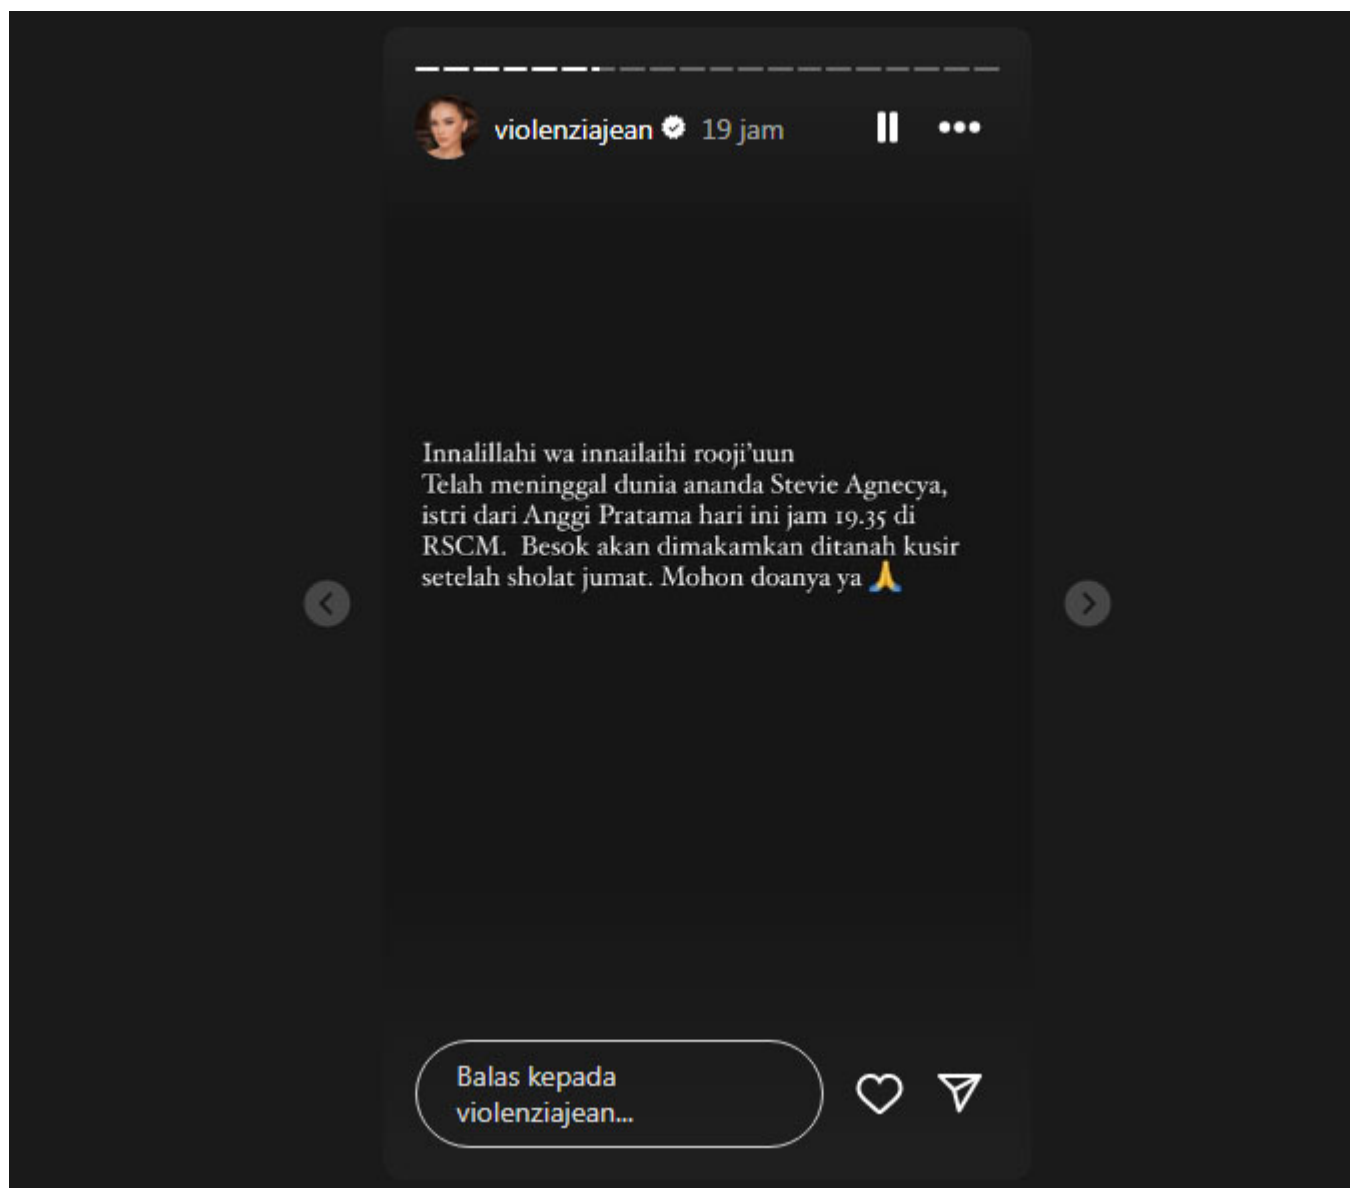 violenziajean 19 jam
Innalillahi wa innailaihi rooji’uun
Telah meninggal dunia ananda Stevie Agnecya,
istri dari Anggi Pratama hari ini jam 19.35 di
RSCM.  Besok akan dimakamkan ditanah kusir
setelah sholat jumat. Mohon doanya ya 🙏
Balas kepada
violenziajean...